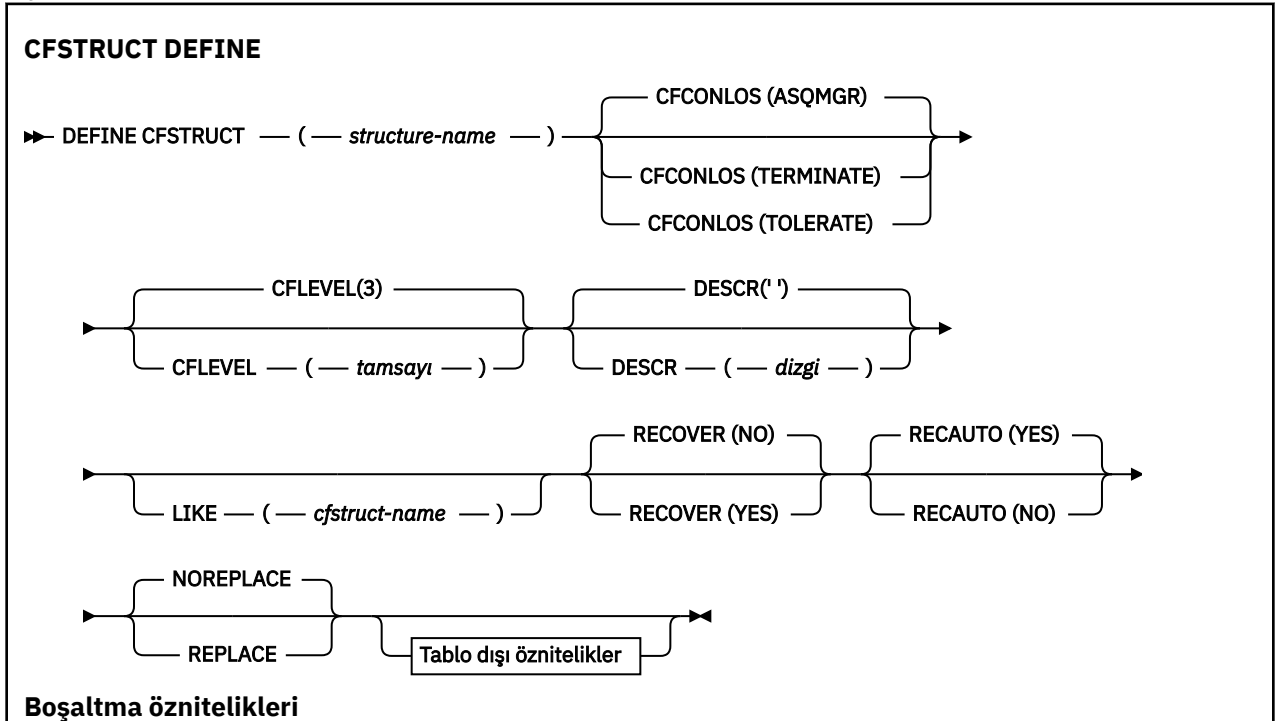 CFSTRUCT DEFINE
CFCONLOS (ASQMGR)
DEFINE CFSTRUCT ( structure-name )
CFCONLOS (TERMINATE)
CFCONLOS (TOLERATE)
CFLEVEL(3) DESCR(' ')
CFLEVEL ( tamsayı ) DESCR ( dizgi )
RECOVER (NO) RECAUTO (YES)
LIKE ( cfstruct-name ) RECOVER (YES) RECAUTO (NO)
NOREPLACE
REPLACE Tablo dışı öznitelikler
Boşaltma öznitelikleri